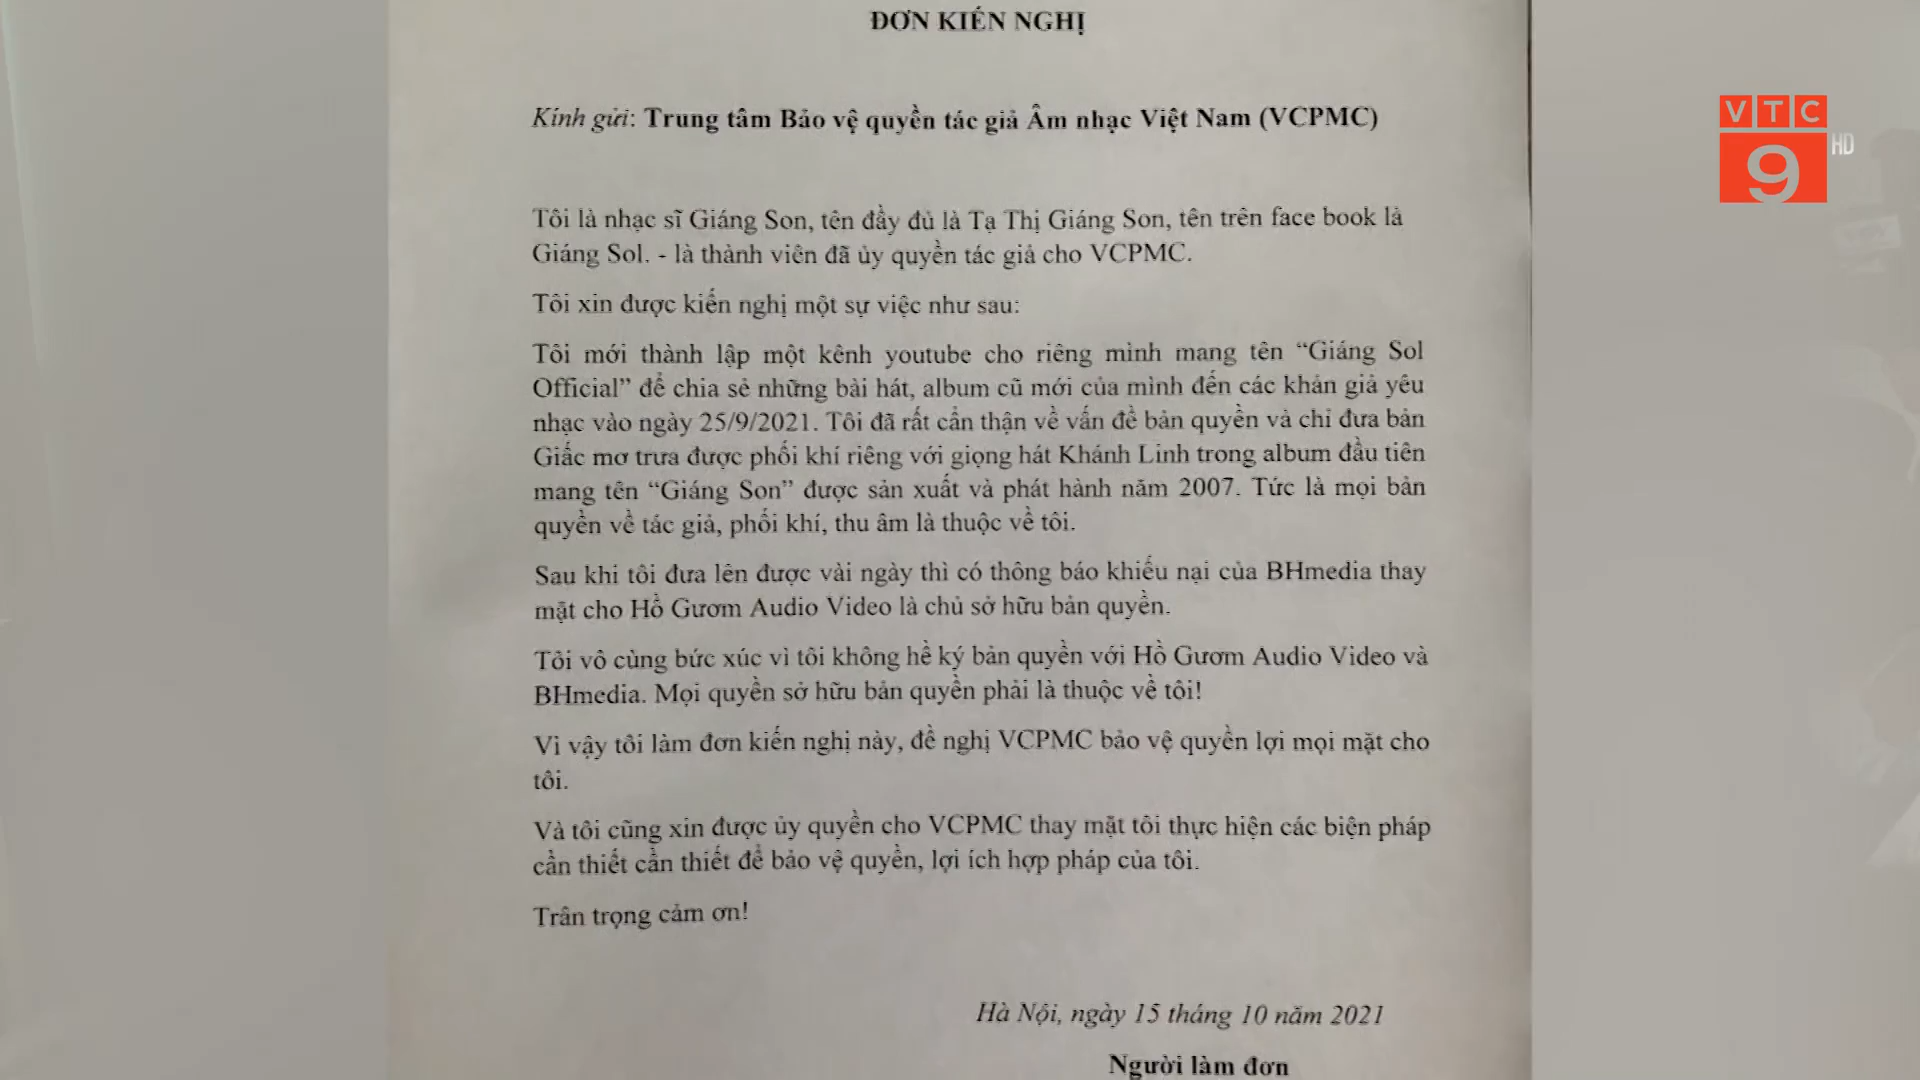 ĐƠN KIẾN NGHỊ
Kính gửi: Trung tâm Bảo vệ quyền tác giả Âm nhạc Việt Nam (VCPMC)
VTC
9
HD
Tôi là nhạc sĩ Giáng Son, tên đầy đủ là Tạ Thị Giáng Son, tên trên face book là
Giáng Sol. - là thành viên đã ủy quyền tác giả cho VCPMC.
Tôi xin được kiến nghị một sự việc như sau:
Tôi mới thành lập một kênh youtube cho riêng mình mang tên “Giáng Sol
Official” để chia sẻ những bài hát, album cũ mới của mình đến các khán giả yêu
nhạc vào ngày 25/9/2021. Tôi đã rất cẩn thận về vấn đề bản quyền và chỉ đưa bản
Giấc mơ trưa được phối khí riêng với giọng hát Khánh Linh trong album đầu tiên
mang tên “Giáng Son” được sản xuất và phát hành năm 2007. Tức là mọi bản
quyền về tác giả, phối khí, thu âm là thuộc về tôi.
Sau khi tôi đưa lên được vài ngày thì có thông báo khiếu nại của BHmedia thay
mặt cho Hồ Gươm Audio Video là chủ sở hữu bản quyền.
Tôi vô cùng bức xúc vì tôi không hề ký bản quyền với Hồ Gươm Audio Video và
BHmedia. Mọi quyền sở hữu bản quyền phải là thuộc về tôi!
Vì vậy tôi làm đơn kiến nghị này, đề nghị VCPMC bảo vệ quyền lợi mọi mặt cho
tôi.
Và tôi cũng xin được ủy quyền cho VCPMC thay mặt tôi thực hiện các biện pháp
cần thiết cần thiết để bảo vệ quyền, lợi ích hợp pháp của tôi.
Trân trọng cảm ơn!
Hà Nội, ngày 15 tháng 10 năm 2021
Người làm đơn